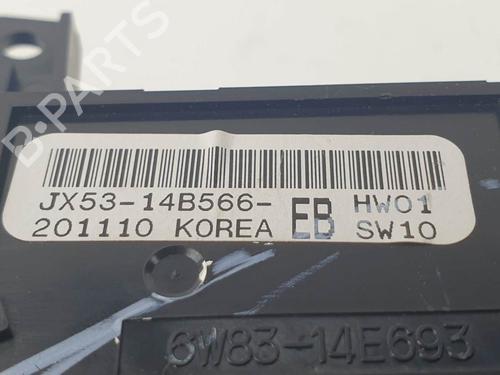 B-PARTS
JX53-14B566-
EB
HW01
201110 KOREA
SW10
6W83-14E693